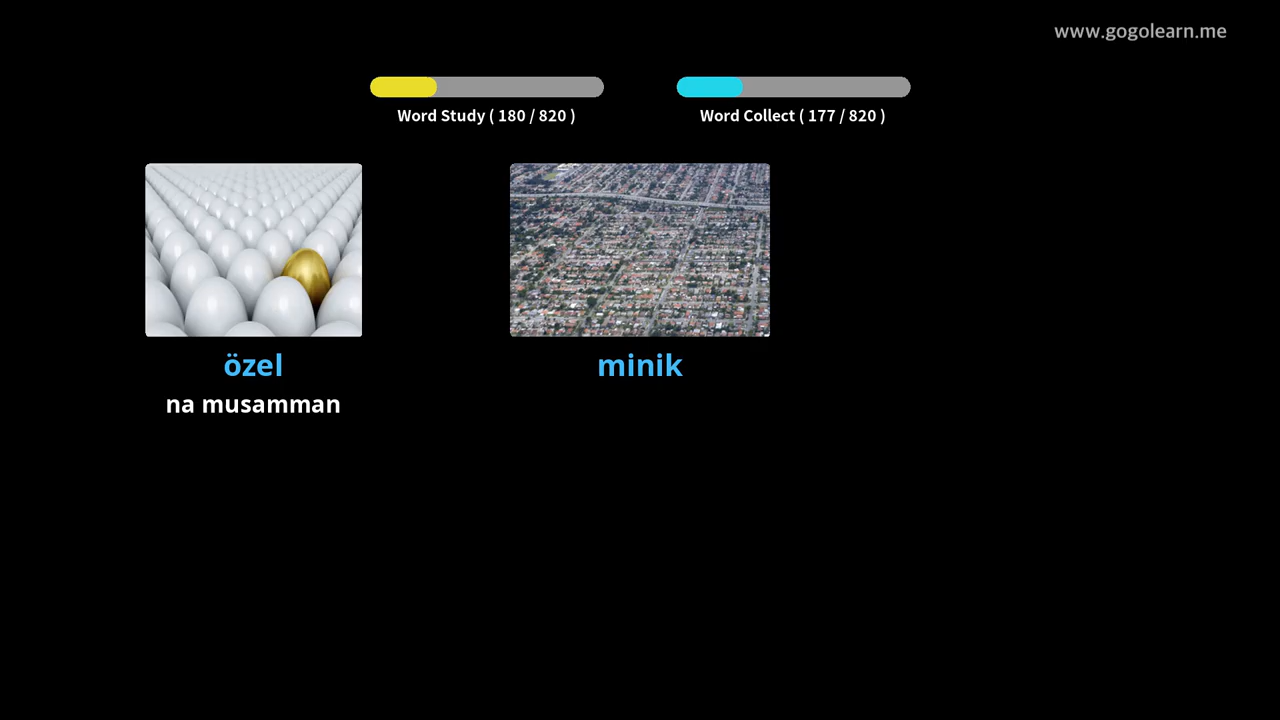 www.gogolearn.me
Word Study ( 180 / 820 )
Word Collect ( 177 / 820 )
özel
na musamman
minik